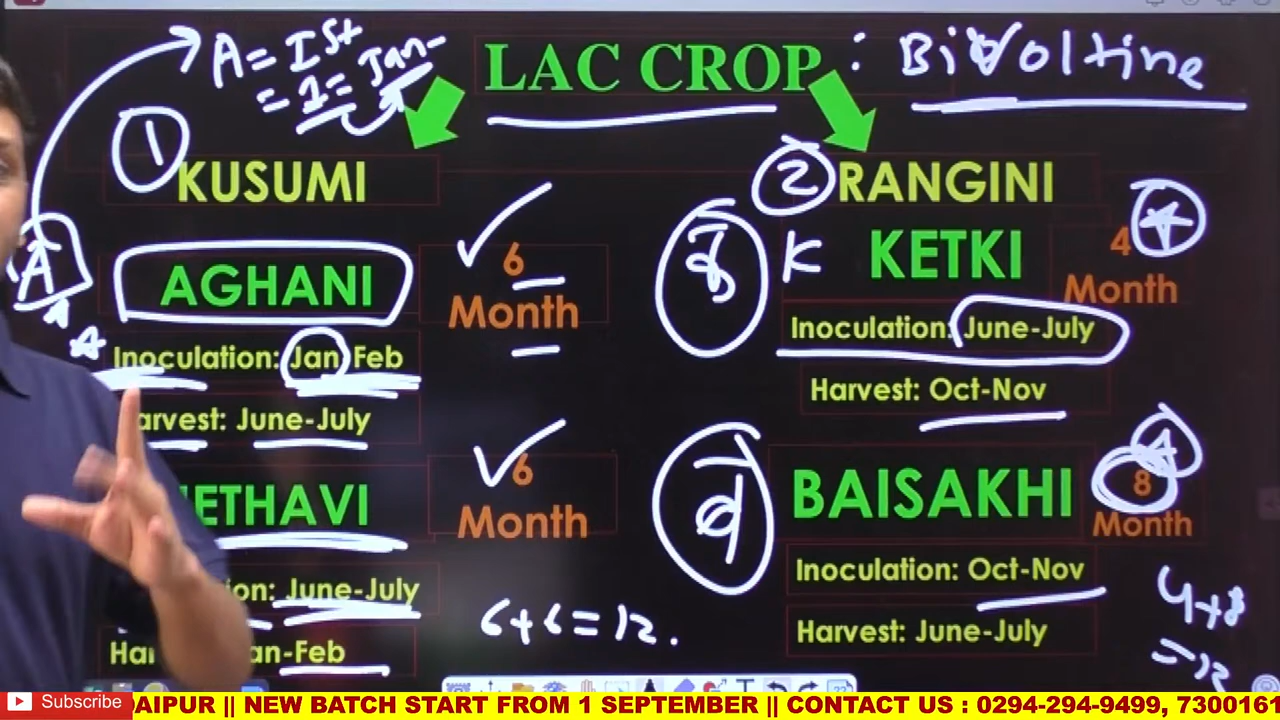 A = Ist
= 1 = Jan
LAC CROP : Bivoltine
1
KUSUMI
A
AGHANI
6
Month
Inoculation: Jan-Feb
arvest: June-July
ETHAVI
6
Month
ion: June-July
Har an-Feb
6+6=12.
2
RANGINI
K
KETKI
4
Month
Inoculation: June-July
Harvest: Oct-Nov
BAISAKHI
8
Month
Inoculation: Oct-Nov
Harvest: June-July
4+8
=12
Subscribe
DAIPUR || NEW BATCH START FROM 1 SEPTEMBER || CONTACT US : 0294-294-9499, 7300161